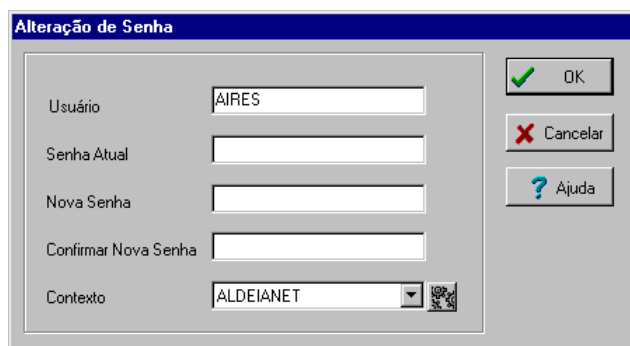 Alteração de Senha
Usuário AIRES
Senha Atual
Nova Senha
Confirmar Nova Senha
Contexto ALDEIANET
OK
Cancelar
? Ajuda